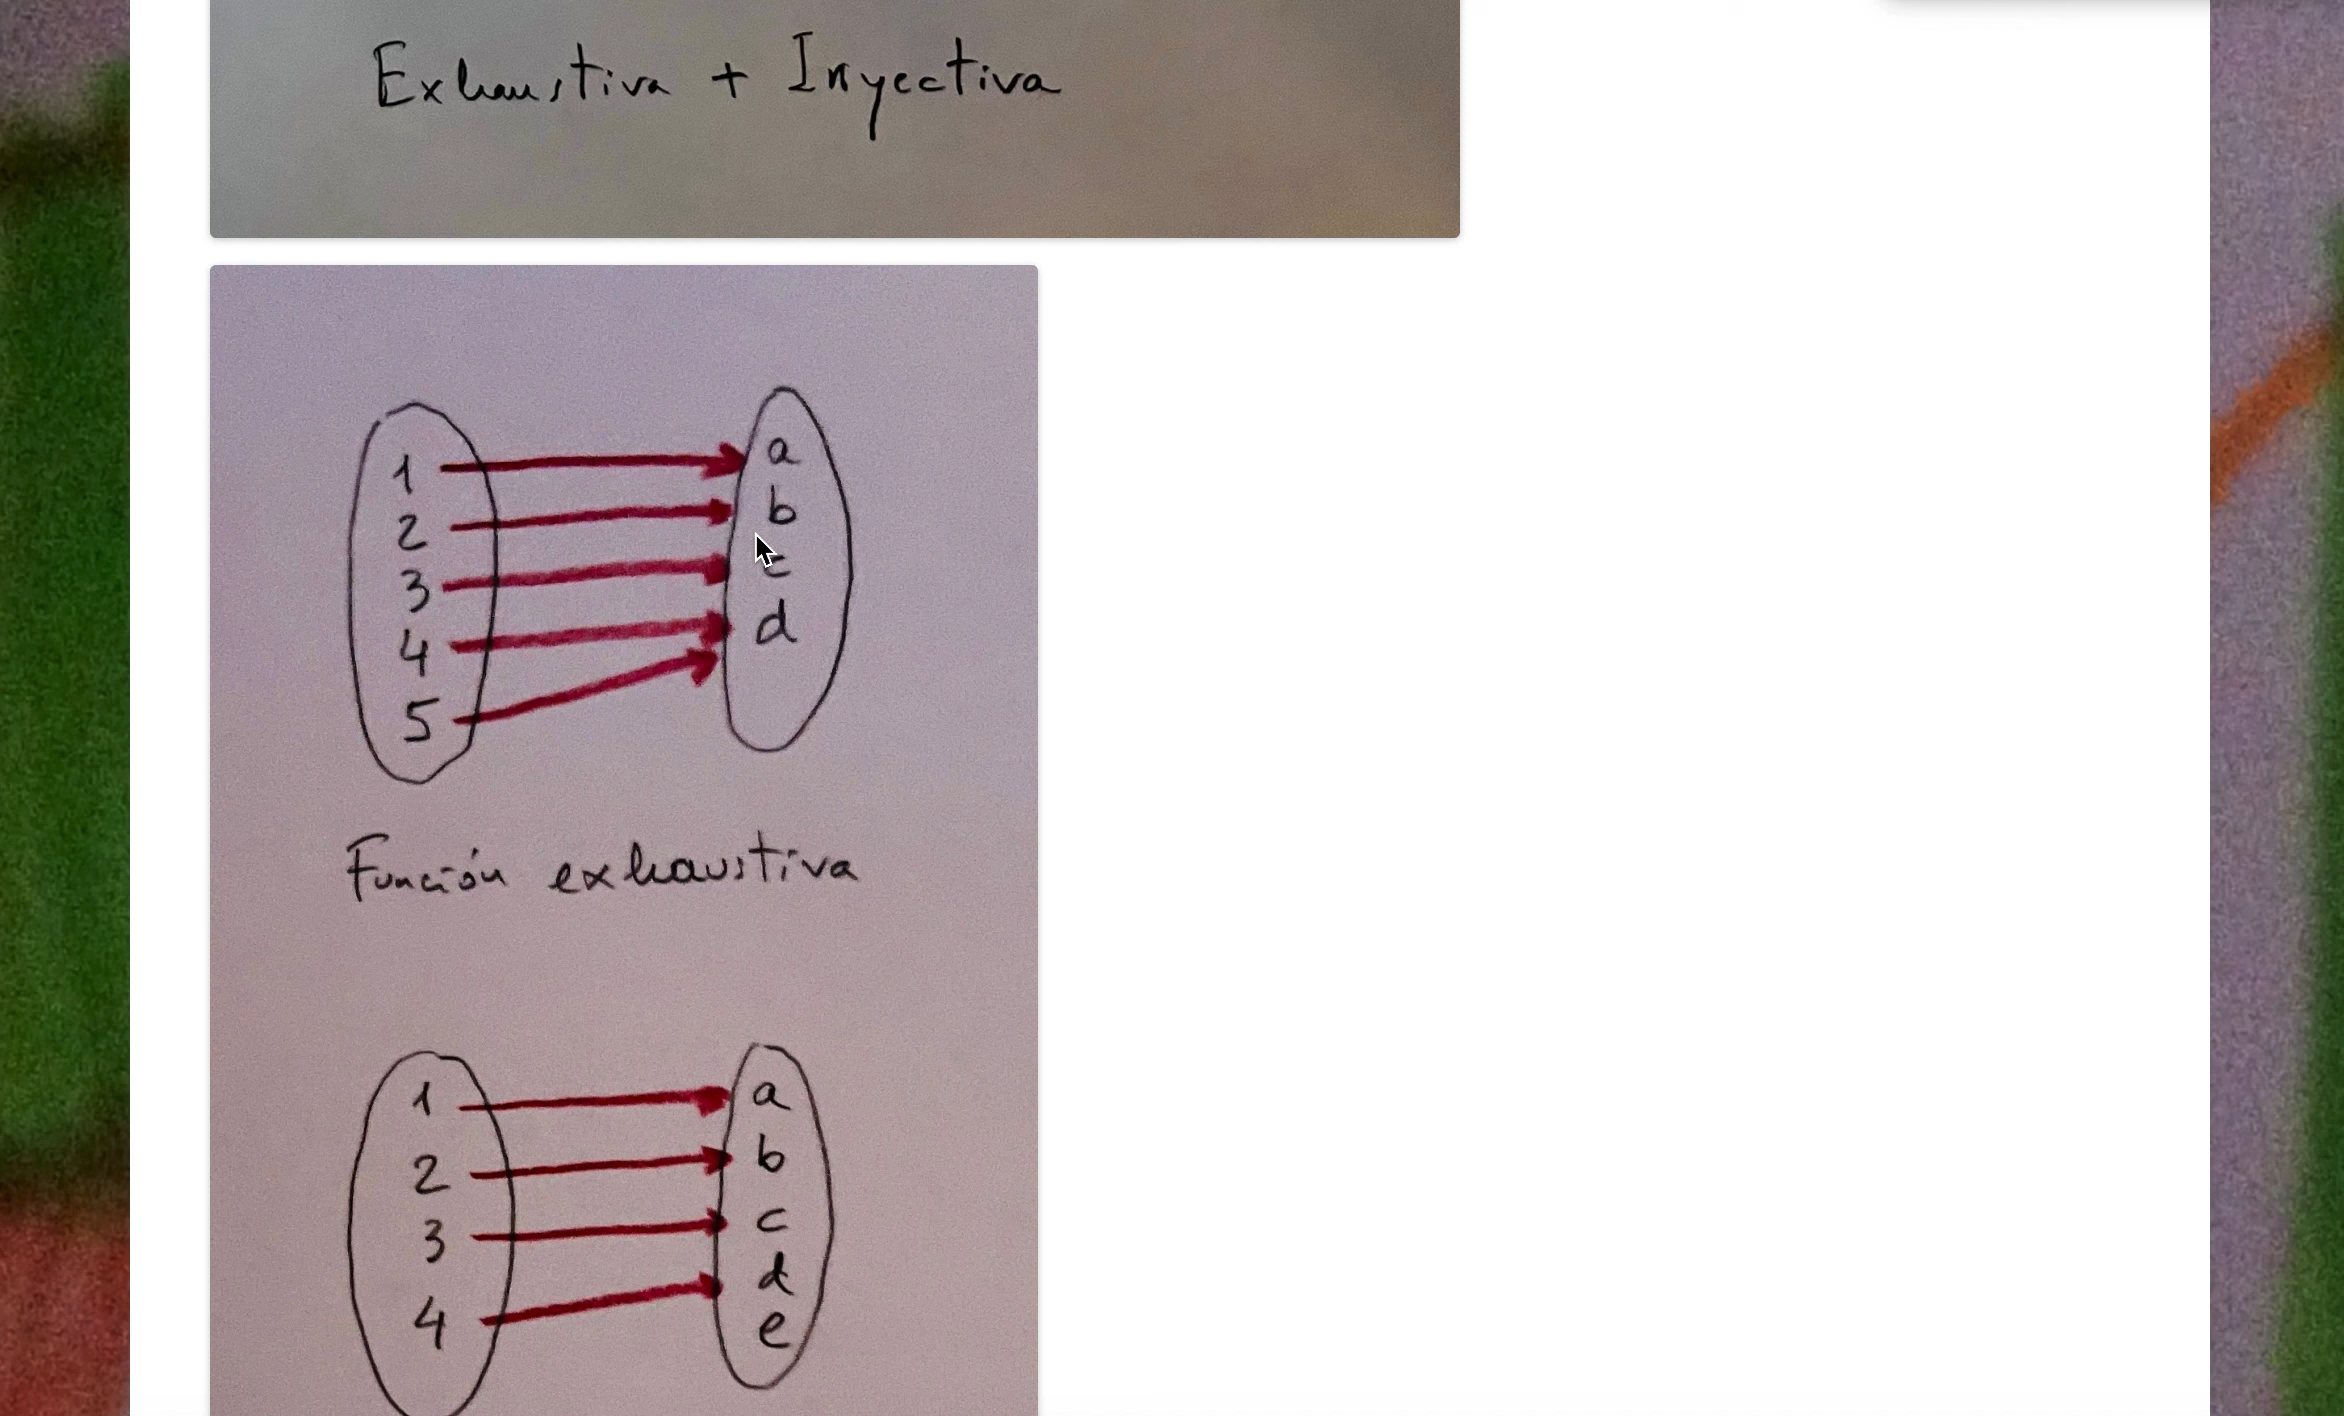 Exhaustiva + Inyectiva
1 a
2 b
3 c
4 d
5
Función exhaustiva
1 a
2 b
3 c
4 d
e